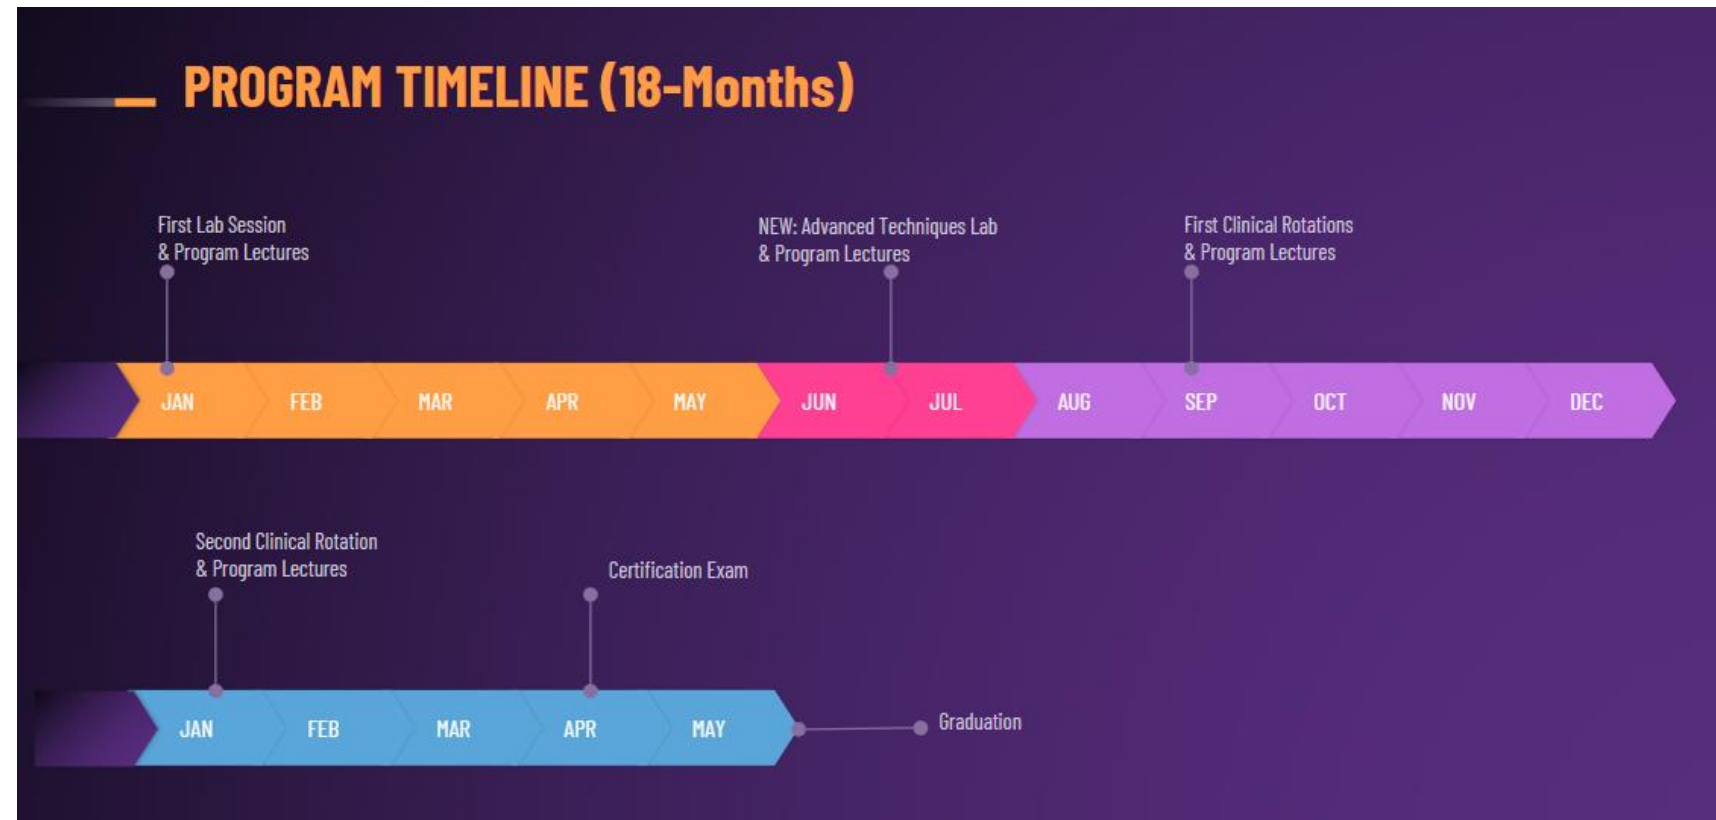 PROGRAM TIMELINE (18-Months)
First Lab Session
& Program Lectures
NEW: Advanced Techniques Lab
& Program Lectures
First Clinical Rotations
& Program Lectures
JAN FEB MAR APR MAY JUN JUL AUG SEP OCT NOV DEC
Second Clinical Rotation
& Program Lectures
Certification Exam
JAN FEB MAR APR MAY
Graduation